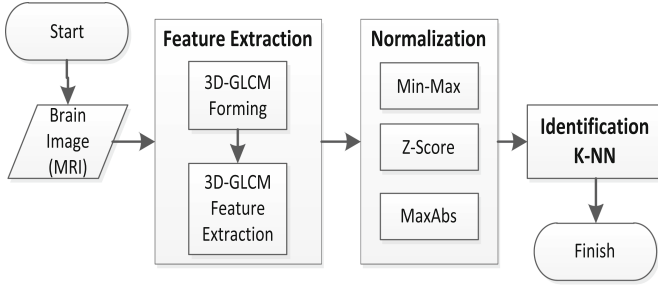 Start
Brain
Image
(MRI)
Feature Extraction
3D-GLCM
Forming
3D-GLCM
Feature
Extraction
Normalization
Min-Max
Z-Score
MaxAbs
Identification
K-NN
Finish